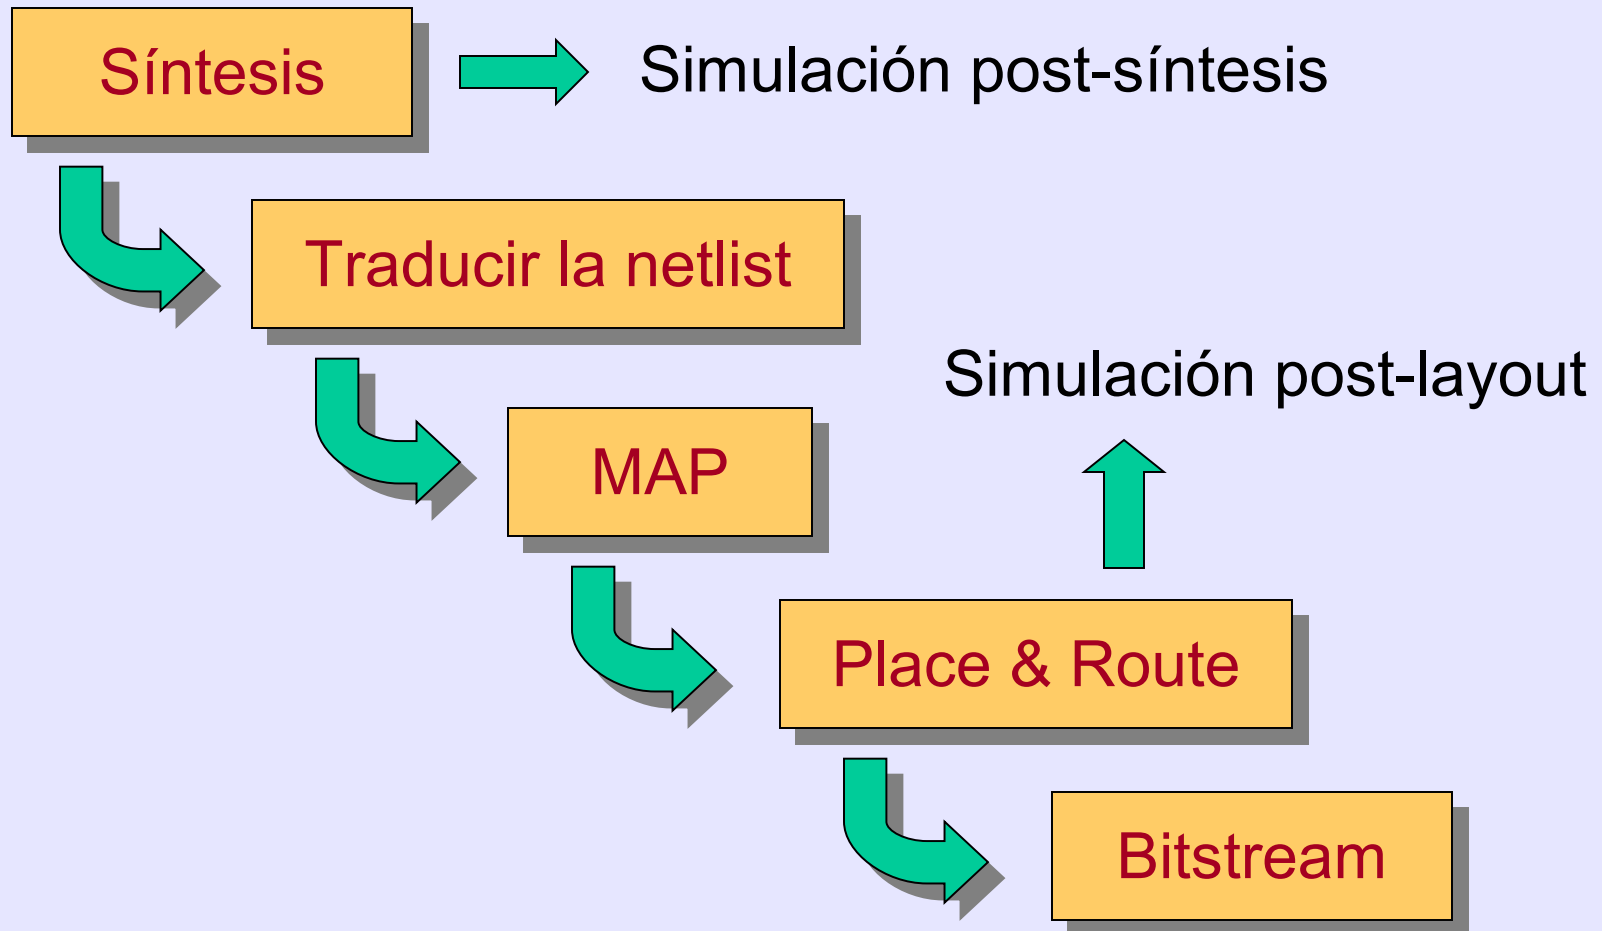 Síntesis
Simulación post-síntesis
Traducir la netlist
Simulación post-layout
MAP
Place & Route
Bitstream